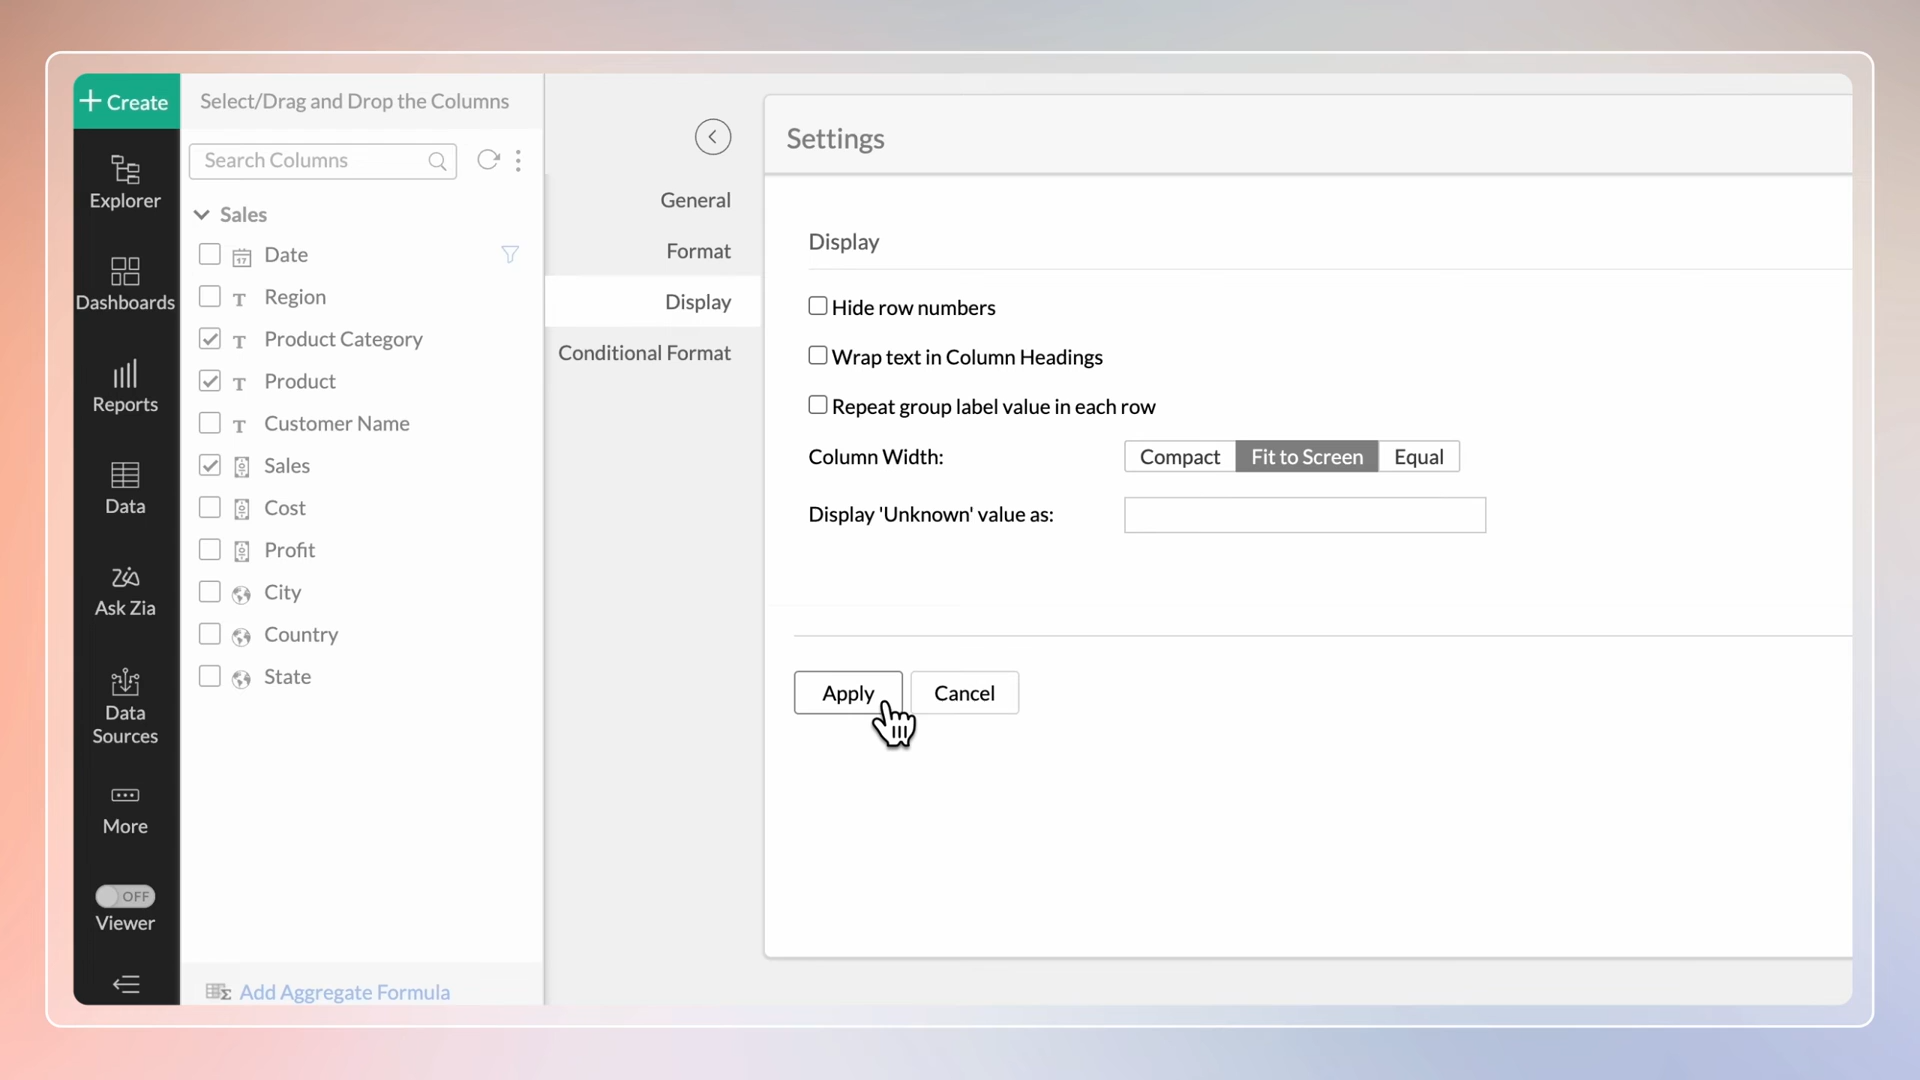 Create
Explorer
Dashboards
Reports
Data
Ask Zia
Data
Sources
More
OFF
Viewer
Select/Drag and Drop the Columns
Search Columns
Sales
17 Date
T Region
T Product Category
T Product
T Customer Name
Sales
Cost
Profit
City
Country
State
Add Aggregate Formula
General
Format
Display
Conditional Format
Settings
Display
Hide row numbers
Wrap text in Column Headings
Repeat group label value in each row
Column Width: Compact Fit to Screen Equal
Display 'Unknown' value as:
Apply Cancel